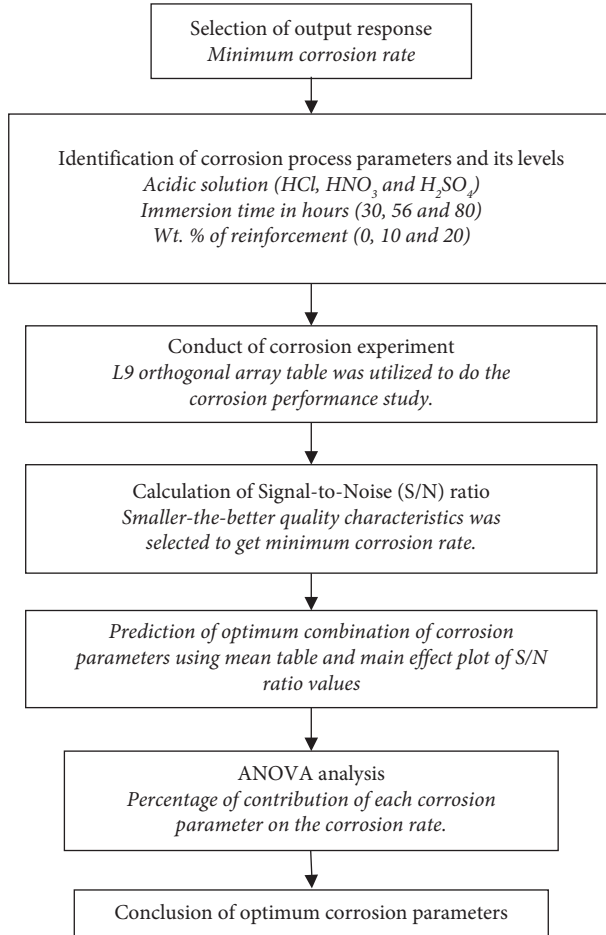 Selection of output response
Minimum corrosion rate
Identification of corrosion process parameters and its levels
Acidic solution (HCl, HNO₃ and H₂SO₄)
Immersion time in hours (30, 56 and 80)
Wt. % of reinforcement (0, 10 and 20)
Conduct of corrosion experiment
L9 orthogonal array table was utilized to do the
corrosion performance study.
Calculation of Signal-to-Noise (S/N) ratio
Smaller-the-better quality characteristics was
selected to get minimum corrosion rate.
Prediction of optimum combination of corrosion
parameters using mean table and main effect plot of S/N
ratio values
ANOVA analysis
Percentage of contribution of each corrosion
parameter on the corrosion rate.
Conclusion of optimum corrosion parameters